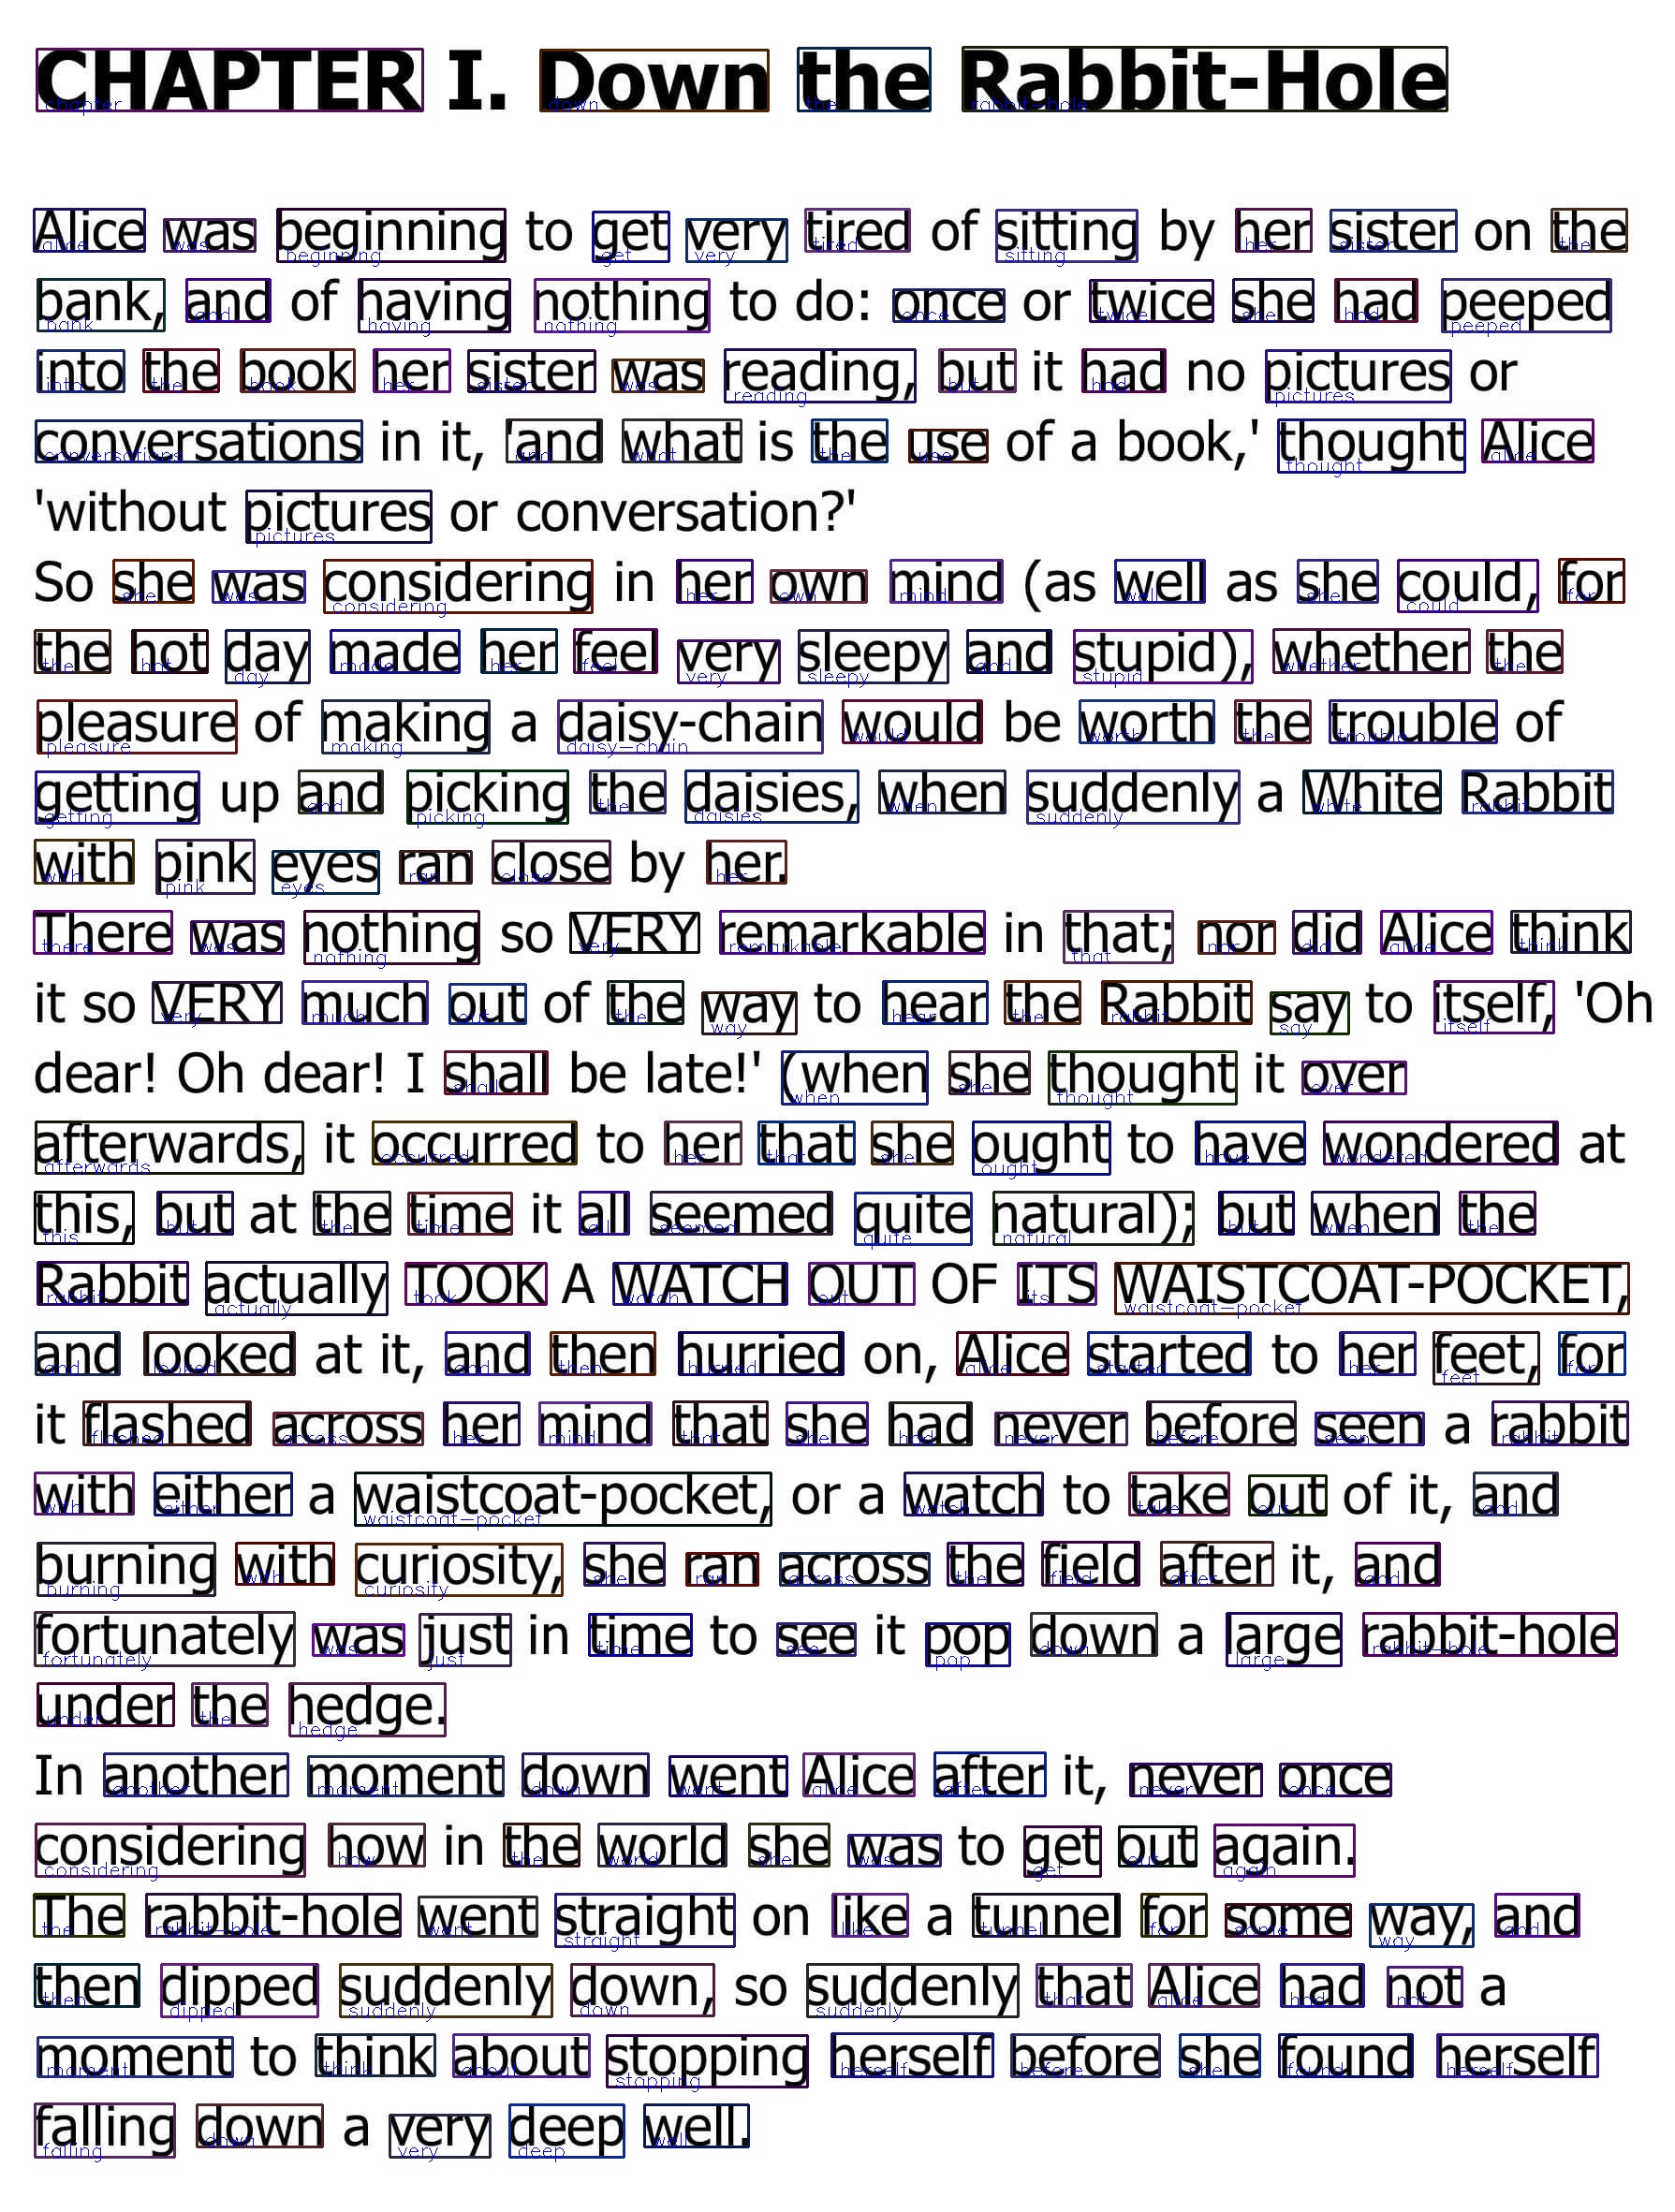 CHAPTER I. Down the Rabbit-Hole
Alice was beginning to get very tired of sitting by her sister on the
bank, and of having nothing to do: once or twice she had peeped
into the book her sister was reading, but it had no pictures or
conversations in it, 'and what is the use of a book,' thought Alice
'without pictures or conversation?'
So she was considering in her own mind (as well as she could, for
the hot day made her feel very sleepy and stupid), whether the
pleasure of making a daisy-chain would be worth the trouble of
getting up and picking the daisies, when suddenly a White Rabbit
with pink eyes ran close by her.
There was nothing so VERY remarkable in that; nor did Alice think
it so VERY much out of the way to hear the Rabbit say to itself, 'Oh
dear! Oh dear! I shall be late!' (when she thought it over
afterwards, it occurred to her that she ought to have wondered at
this, but at the time it all seemed quite natural); but when the
Rabbit actually TOOK A WATCH OUT OF ITS WAISTCOAT-POCKET,
and looked at it, and then hurried on, Alice started to her feet, for
it flashed across her mind that she had never before seen a rabbit
with either a waistcoat-pocket, or a watch to take out of it, and
burning with curiosity, she ran across the field after it, and
fortunately was just in time to see it pop down a large rabbit-hole
under the hedge.
In another moment down went Alice after it, never once
considering how in the world she was to get out again.
The rabbit-hole went straight on like a tunnel for some way, and
then dipped suddenly down, so suddenly that Alice had not a
moment to think about stopping herself before she found herself
falling down a very deep well.